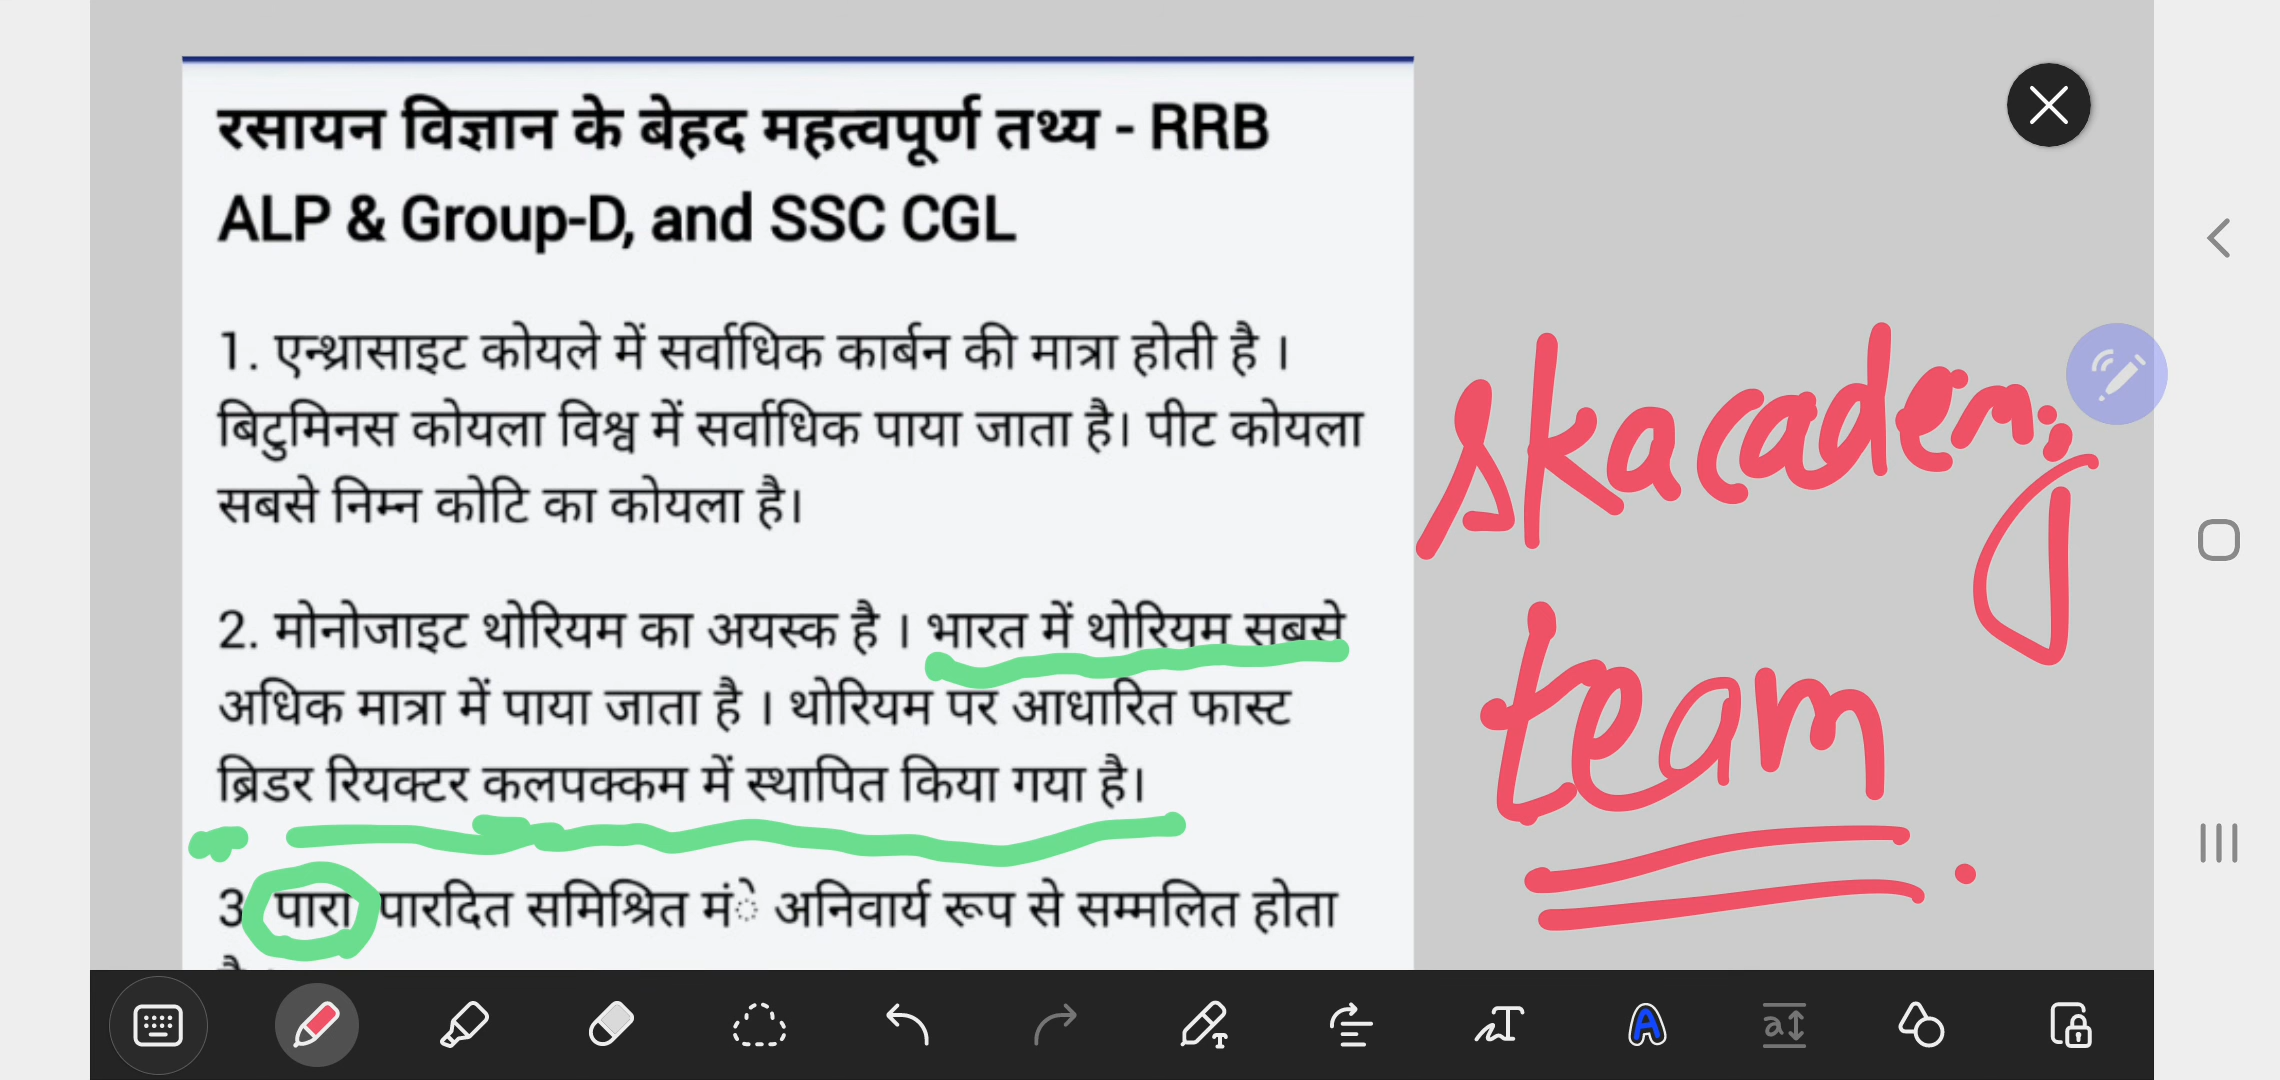 रसायन विज्ञान के बेहद महत्वपूर्ण तथ्य - RRB
ALP & Group-D, and SSC CGL
1. एन्थ्रासाइट कोयले में सर्वाधिक कार्बन की मात्रा होती है ।
बिटुमिनस कोयला विश्व में सर्वाधिक पाया जाता है। पीट कोयला
सबसे निम्न कोटि का कोयला है।
2. मोनोजाइट थोरियम का अयस्क है । भारत में थोरियम सबसे
अधिक मात्रा में पाया जाता है । थोरियम पर आधारित फास्ट
ब्रिडर रियक्टर कलपक्कम में स्थापित किया गया है।
3. पारा पारदित समिश्रित मंे अनिवार्य रूप से सम्मलित होता
skacademy
team